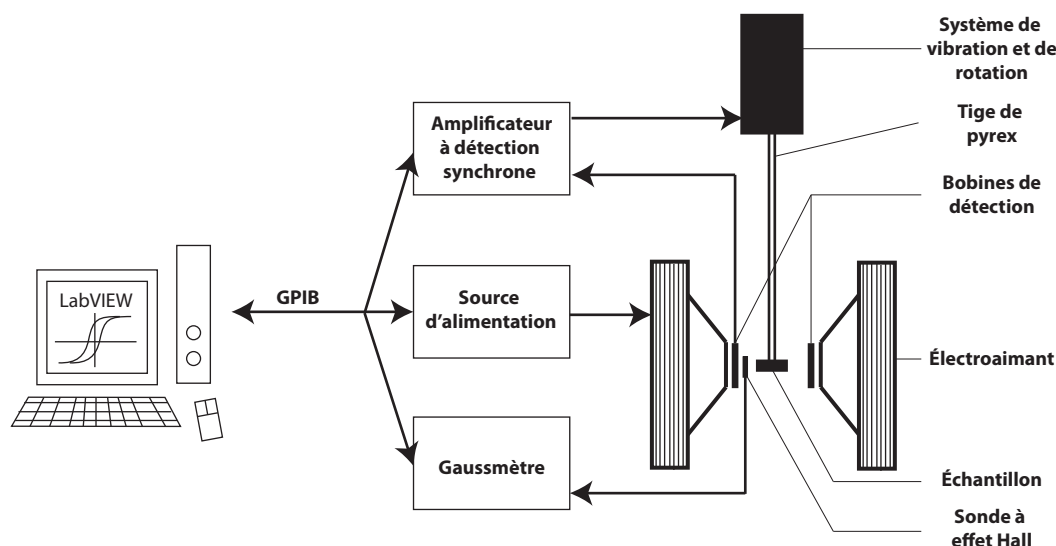 Système de
vibration et de
rotation
Tige de
pyrex
Amplificateur
à détection
synchrone
Bobines de
détection
LabVIEW
GPIB
Source
d'alimentation
Électroaimant
Gaussmètre
Échantillon
Sonde à
effet Hall